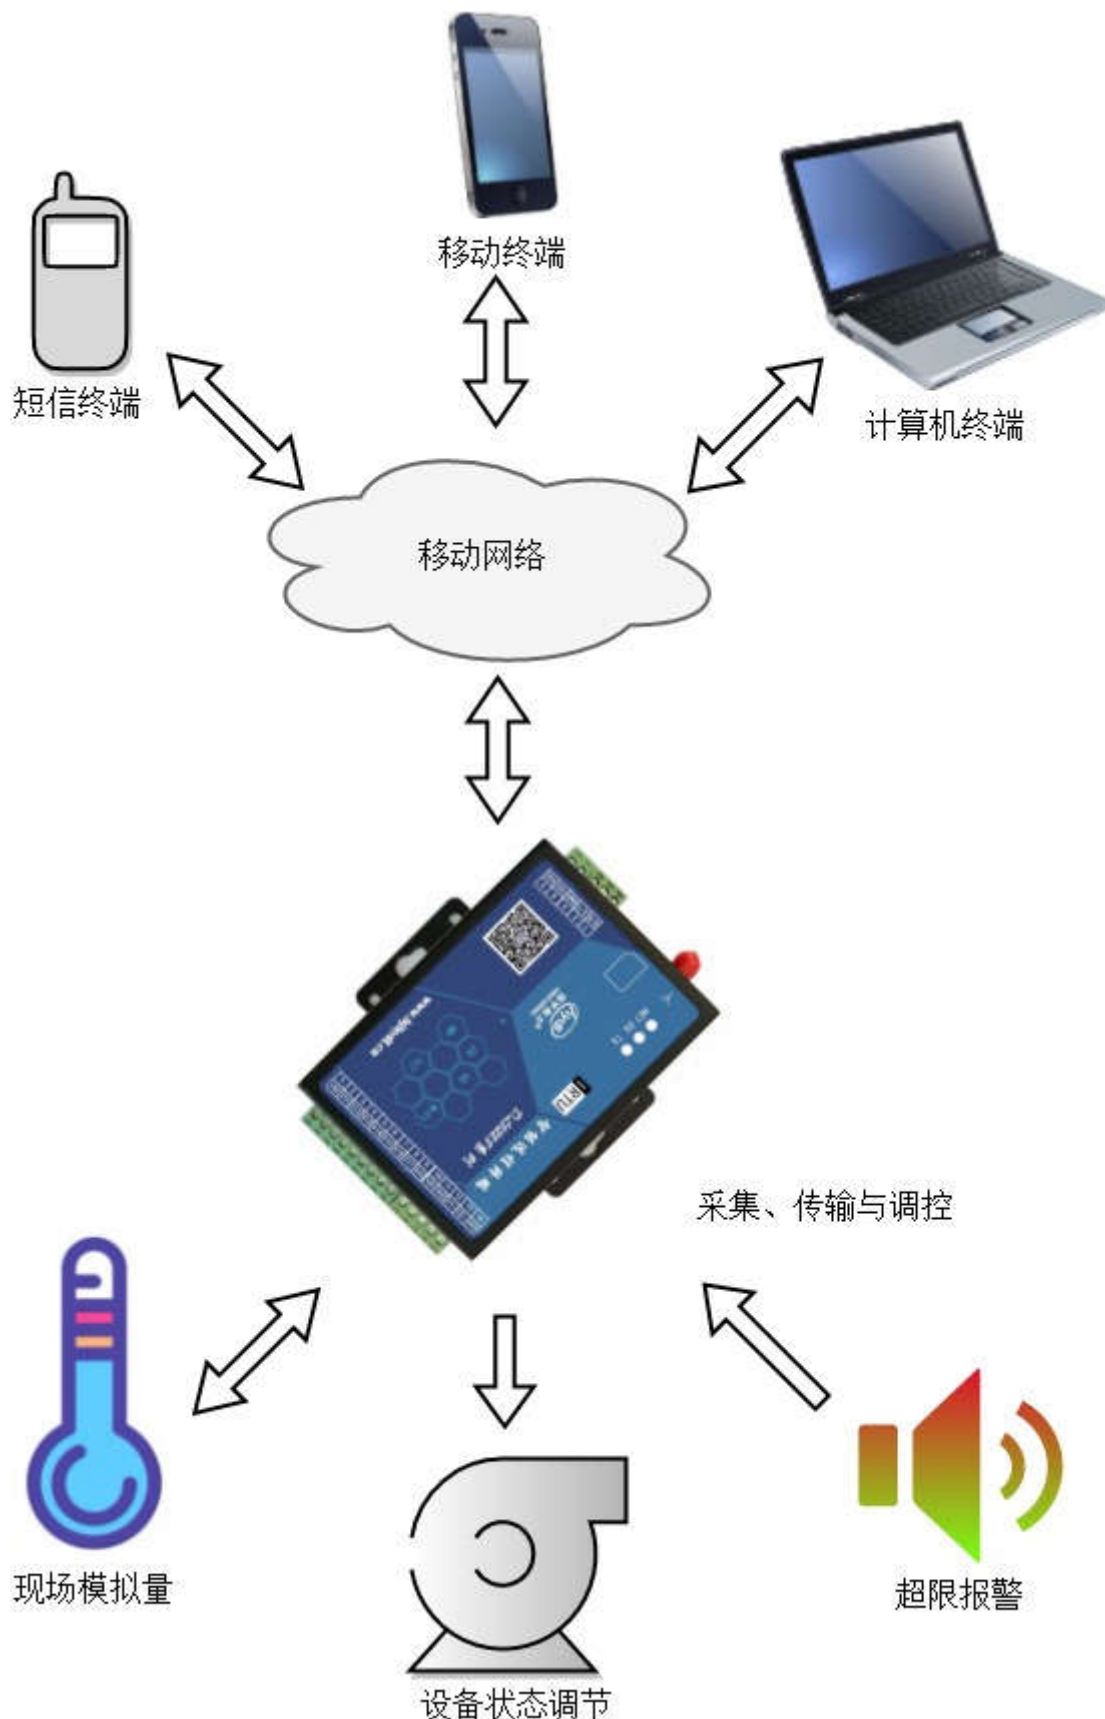 移动终端
短信终端
计算机终端
移动网络
RTU
采集、传输与调控
现场模拟量
超限报警
设备状态调节